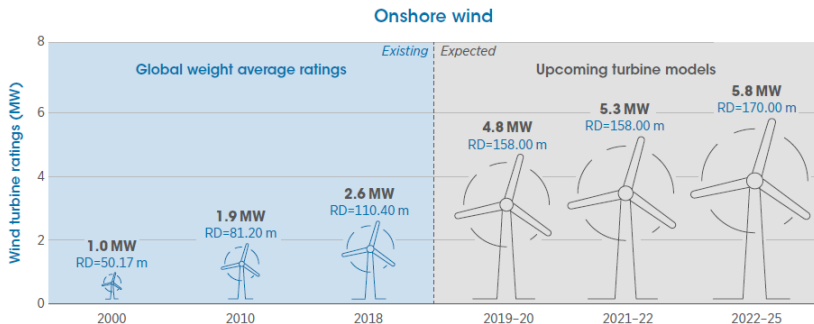 Onshore wind
Wind turbine ratings (MW)
8
6
4
2
0
Existing
Expected
Global weight average ratings
Upcoming turbine models
1.0 MW
RD=50.17 m
1.9 MW
RD=81.20 m
2.6 MW
RD=110.40 m
4.8 MW
RD=158.00 m
5.3 MW
RD=158.00 m
5.8 MW
RD=170.00 m
2000
2010
2018
2019–20
2021–22
2022–25